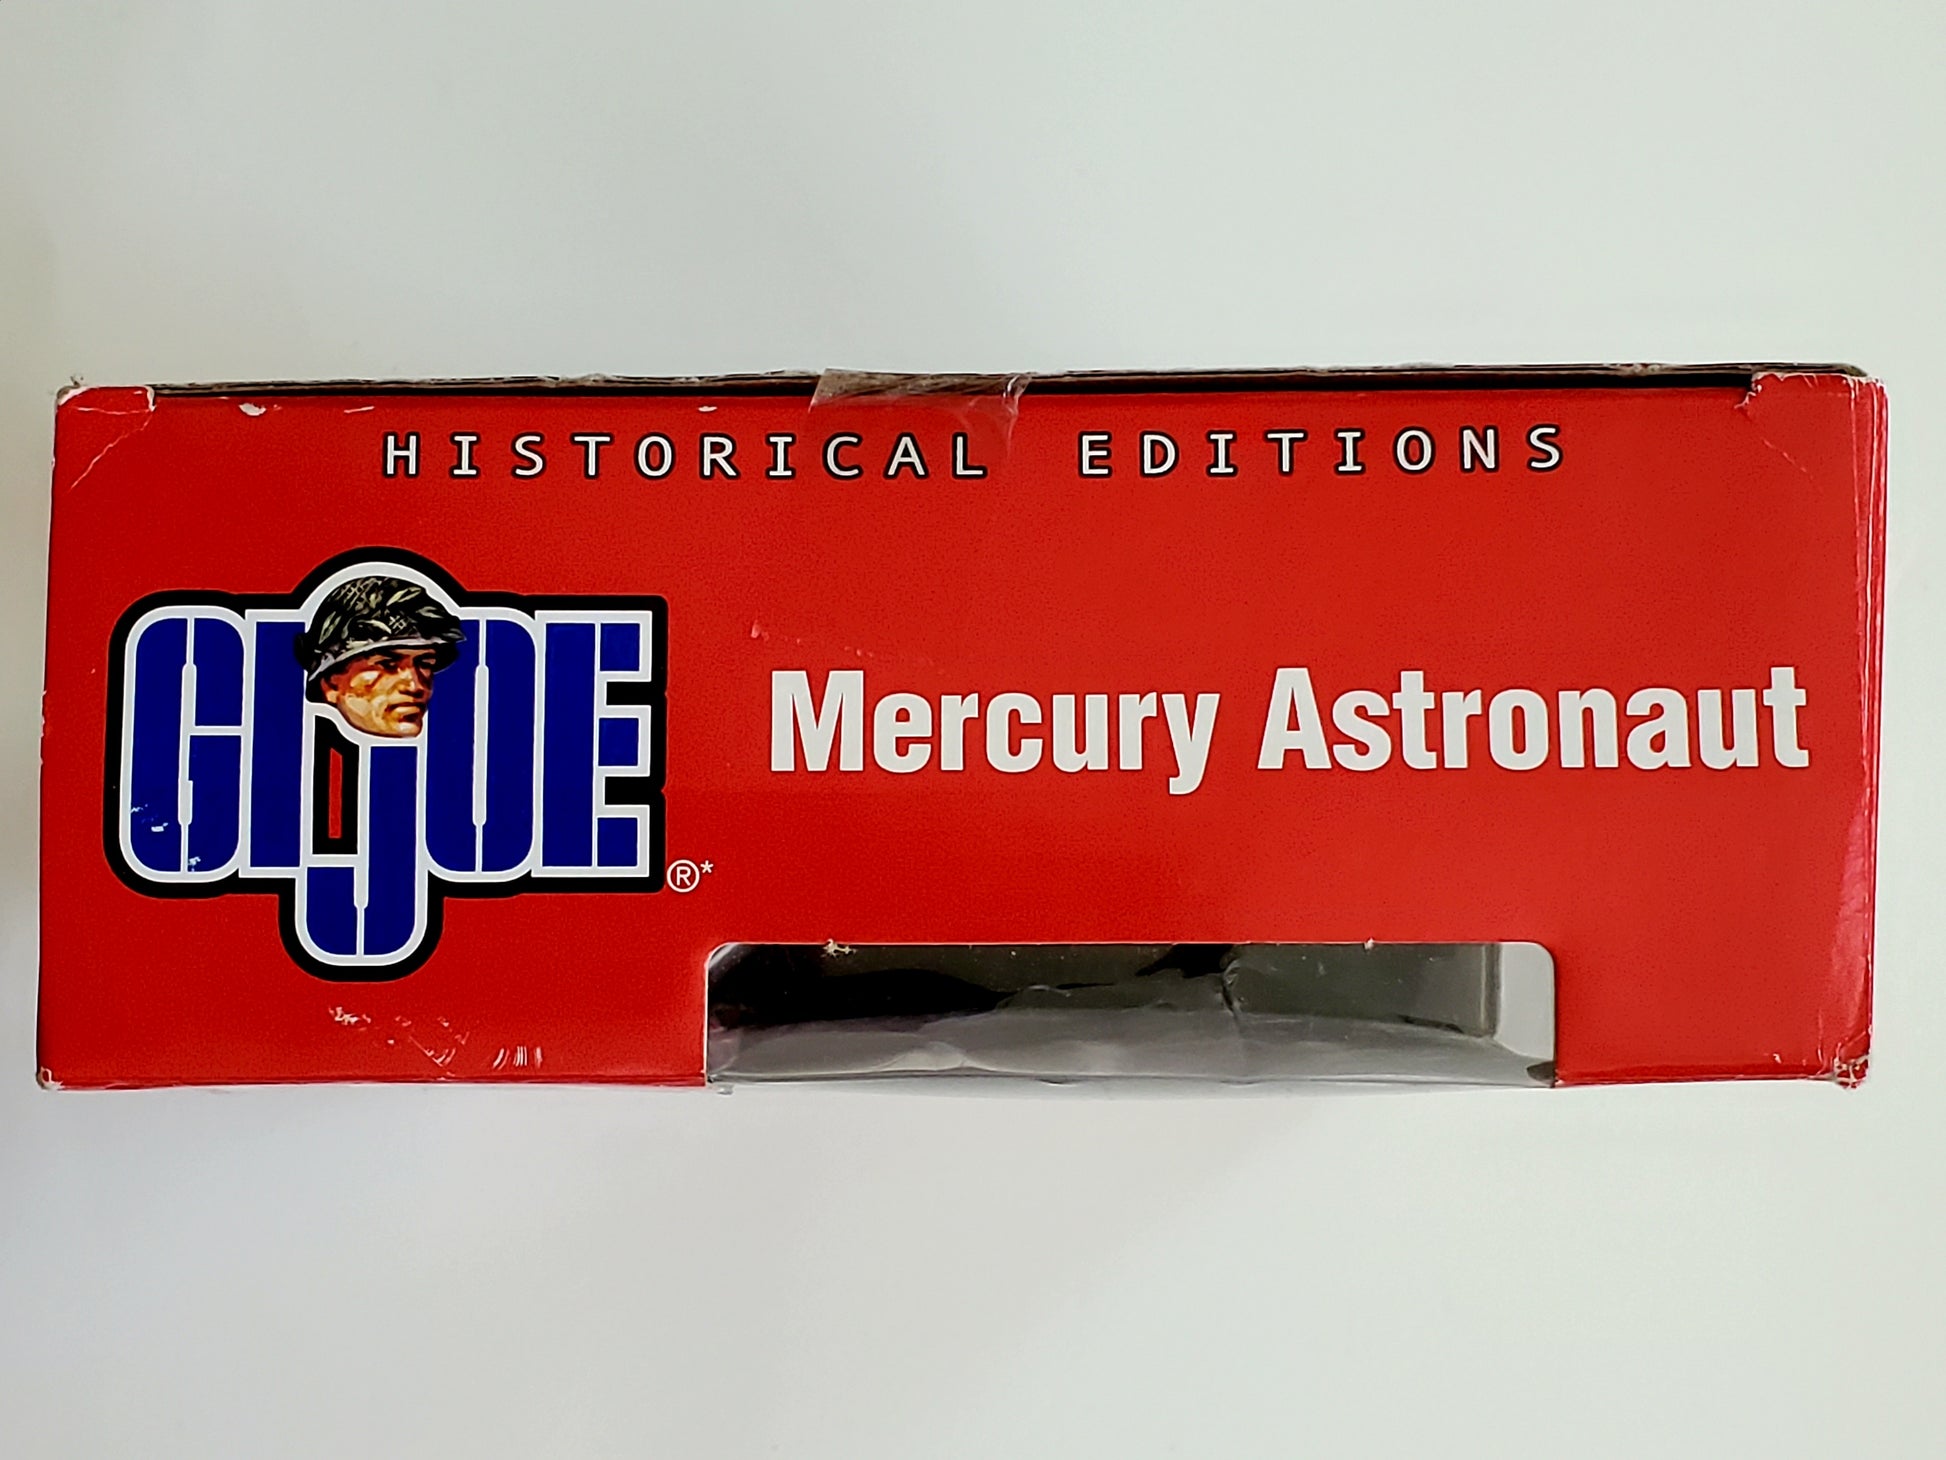 HISTORICAL EDITIONS
GI JOE ®*
Mercury Astronaut